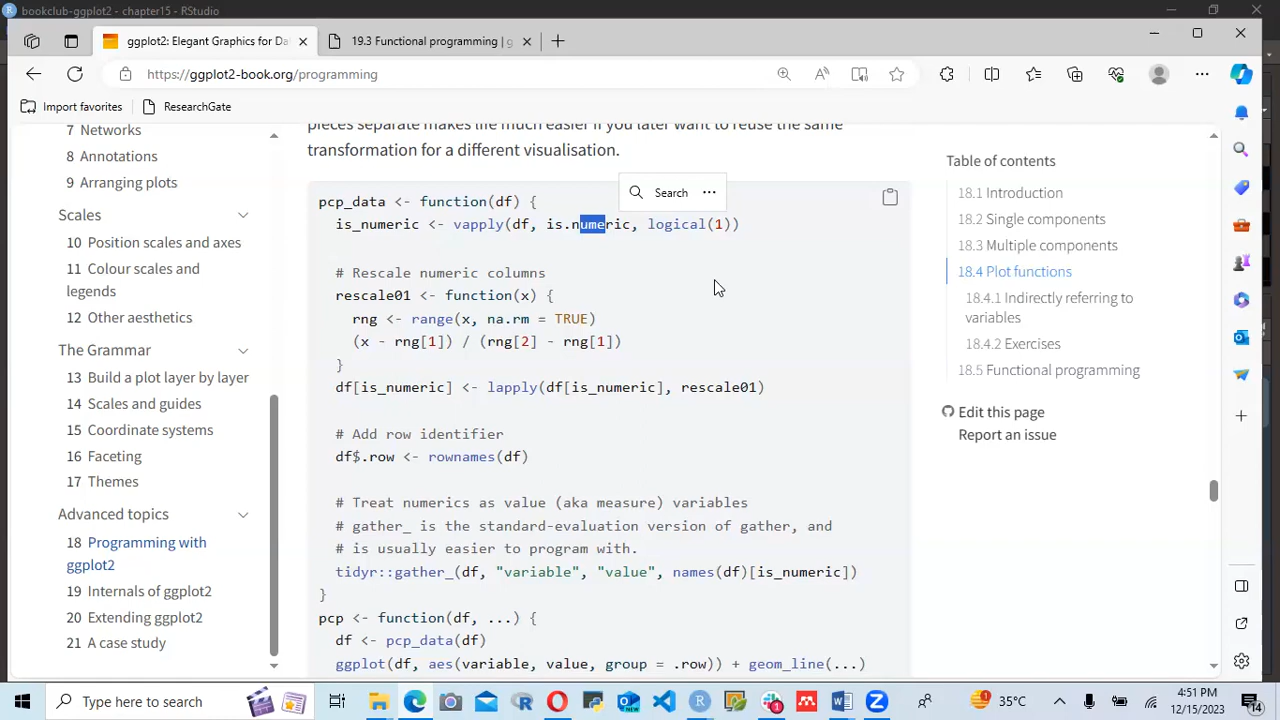 bookclub-ggplot2 - chapter15 - RStudio
ggplot2: Elegant Graphics for Da
19.3 Functional programming | g
https://ggplot2-book.org/programming
Import favorites
ResearchGate
7 Networks
8 Annotations
9 Arranging plots
Scales
10 Position scales and axes
11 Colour scales and
legends
12 Other aesthetics
The Grammar
13 Build a plot layer by layer
14 Scales and guides
15 Coordinate systems
16 Faceting
17 Themes
Advanced topics
18 Programming with
ggplot2
19 Internals of ggplot2
20 Extending ggplot2
21 A case study
pieces separate makes life much easier if you later want to reuse the same
transformation for a different visualisation.
Search
pcp_data <- function(df) {
is_numeric <- vapply(df, is.numeric, logical(1))
# Rescale numeric columns
rescale01 <- function(x) {
rng <- range(x, na.rm = TRUE)
(x - rng[1]) / (rng[2] - rng[1])
}
df[is_numeric] <- lapply(df[is_numeric], rescale01)
# Add row identifier
df$.row <- rownames(df)
# Treat numerics as value (aka measure) variables
# gather_ is the standard-evaluation version of gather, and
# is usually easier to program with.
tidyr::gather_(df, "variable", "value", names(df)[is_numeric])
}
pcp <- function(df, ...) {
df <- pcp_data(df)
ggplot(df, aes(variable, value, group = .row)) + geom_line(...)
Table of contents
18.1 Introduction
18.2 Single components
18.3 Multiple components
18.4 Plot functions
18.4.1 Indirectly referring to
variables
18.4.2 Exercises
18.5 Functional programming
Edit this page
Report an issue
Type here to search
35°C
4:51 PM
12/15/2023